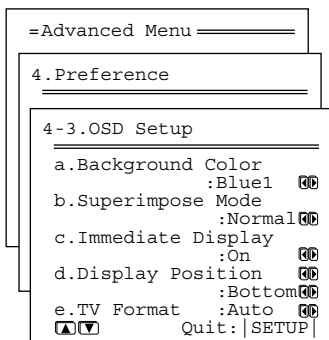 =Advanced Menu
4.Preference
4-3.OSD Setup
a.Background Color
:Blue1
b.Superimpose Mode
:Normal
c.Immediate Display
:On
d.Display Position
:Bottom
e.TV Format :Auto
Quit:|SETUP|